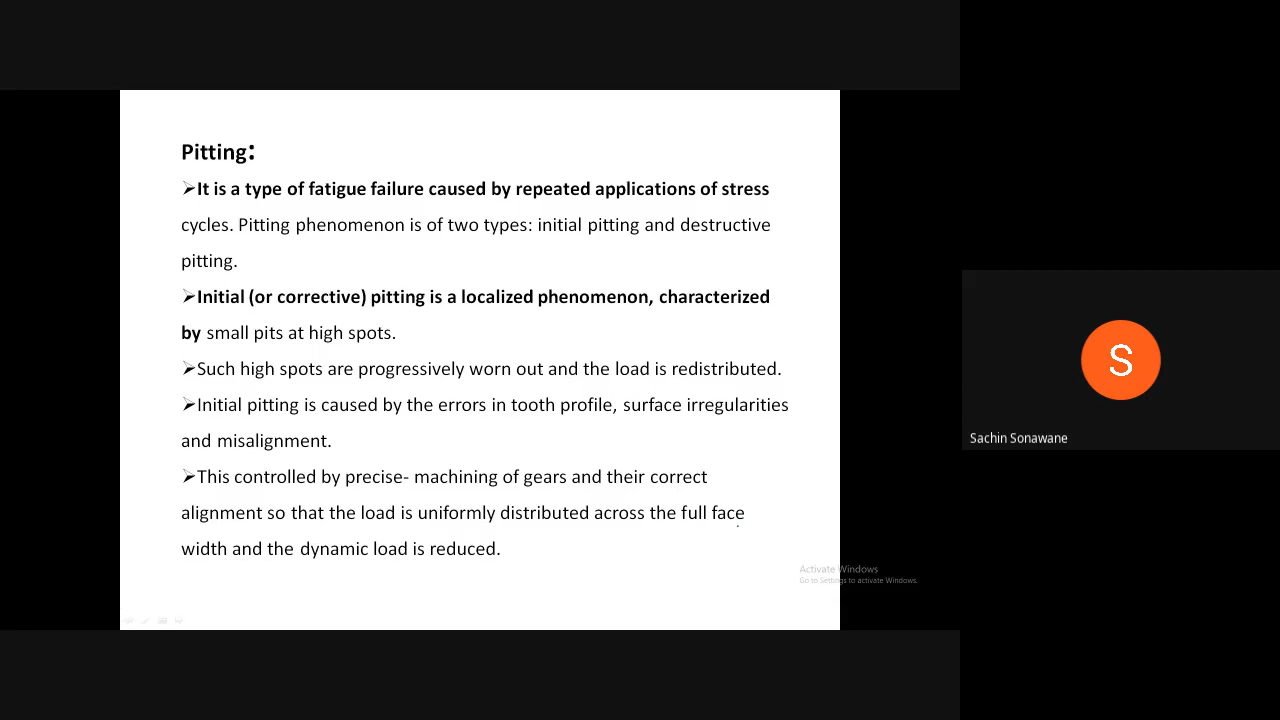 Pitting:
➢It is a type of fatigue failure caused by repeated applications of stress
cycles. Pitting phenomenon is of two types: initial pitting and destructive
pitting.
➢Initial (or corrective) pitting is a localized phenomenon, characterized
by small pits at high spots.
➢Such high spots are progressively worn out and the load is redistributed.
➢Initial pitting is caused by the errors in tooth profile, surface irregularities
and misalignment.
➢This controlled by precise- machining of gears and their correct
alignment so that the load is uniformly distributed across the full face
width and the dynamic load is reduced.
Activate Windows
Go to Settings to activate Windows.
S
Sachin Sonawane